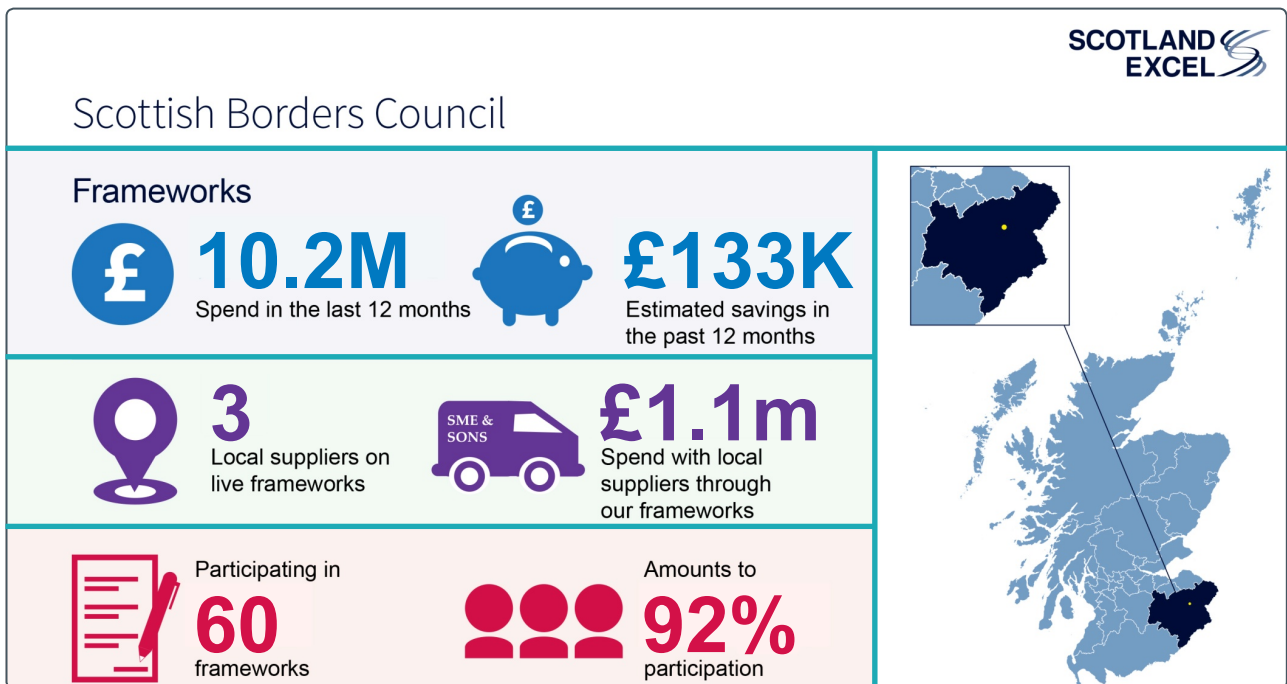 SCOTLAND
EXCEL
Scottish Borders Council
Frameworks
£
10.2M
Spend in the last 12 months
£
£133K
Estimated savings in
the past 12 months
3
Local suppliers on
live frameworks
SME &
SONS
£1.1m
Spend with local
suppliers through
our frameworks
Participating in
60
frameworks
Amounts to
92%
participation